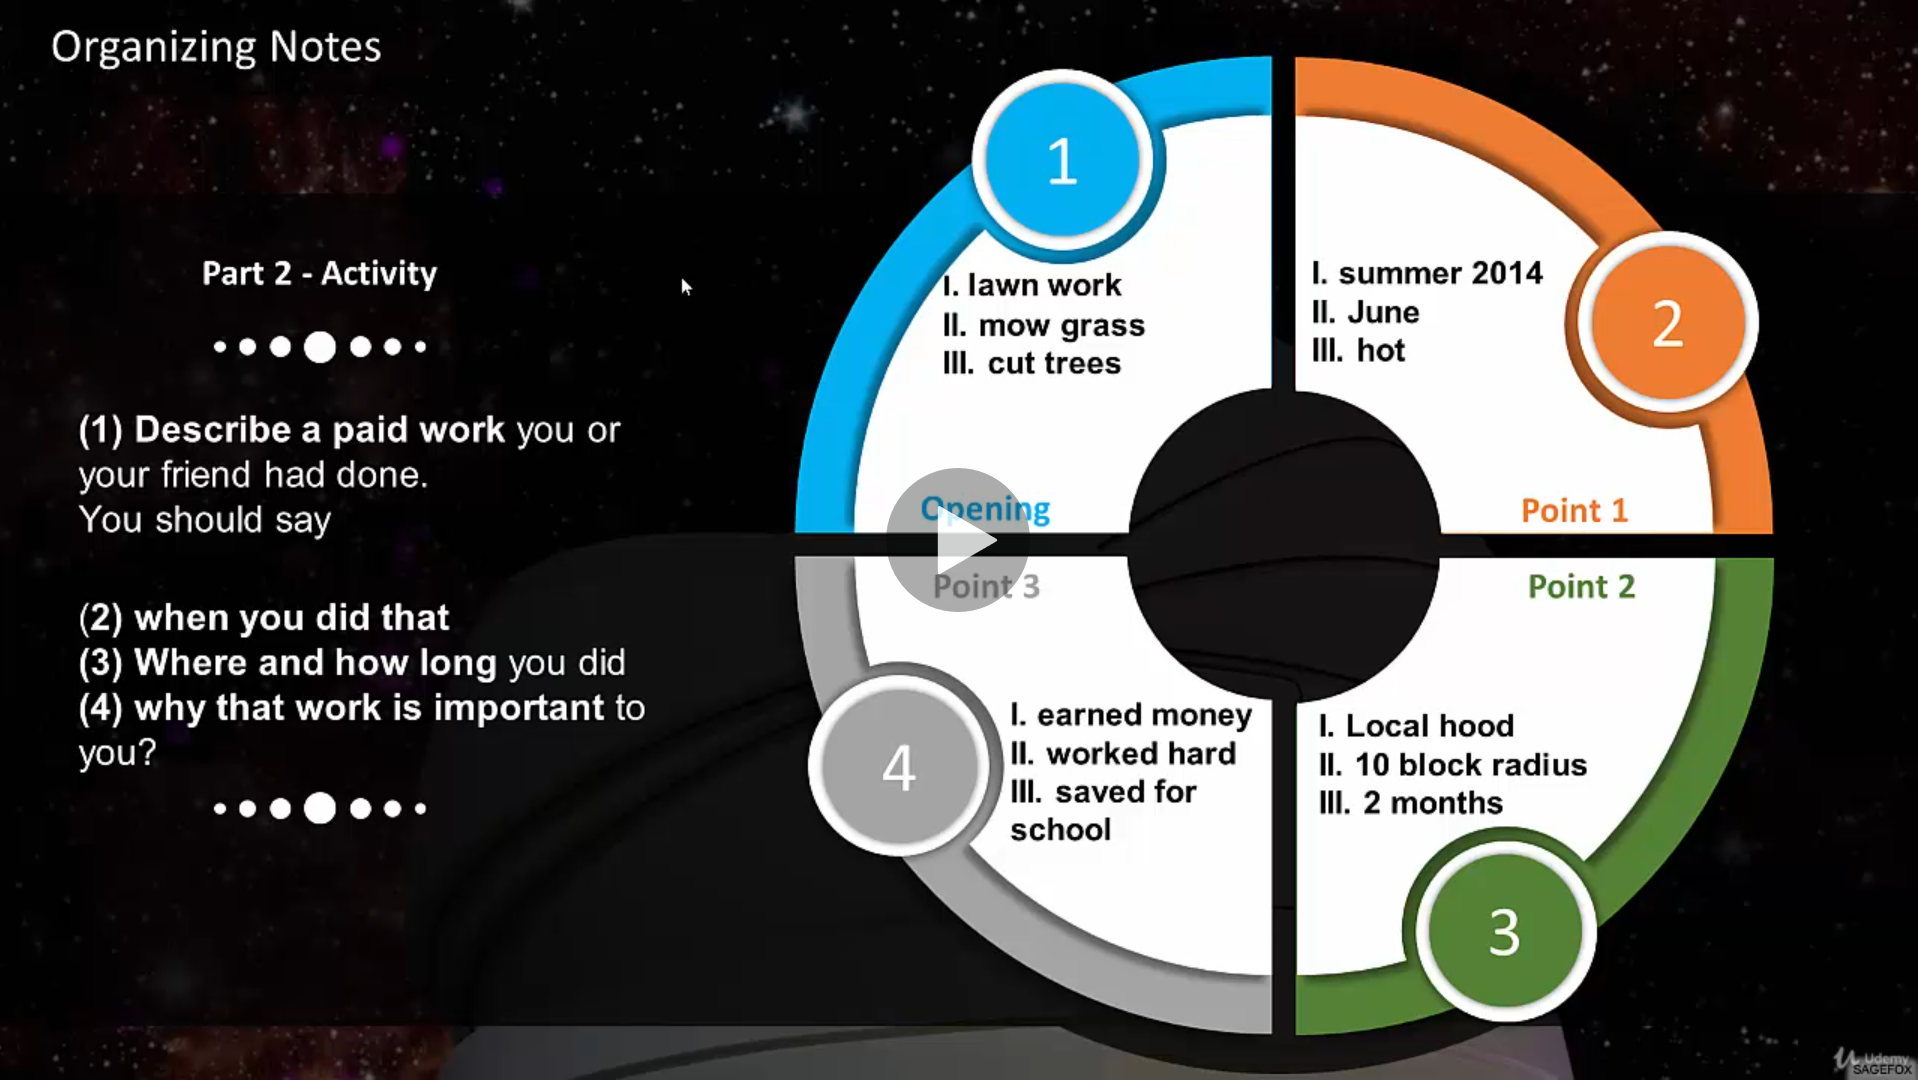 Organizing Notes
Part 2 - Activity
(1) Describe a paid work you or
your friend had done.
You should say
(2) when you did that
(3) Where and how long you did
(4) why that work is important to
you?
1
I. lawn work
II. mow grass
III. cut trees
Opening
2
I. summer 2014
II. June
III. hot
Point 1
Point 3
4
I. earned money
II. worked hard
III. saved for
school
Point 2
I. Local hood
II. 10 block radius
III. 2 months
3
Udemy
SAGEFOX